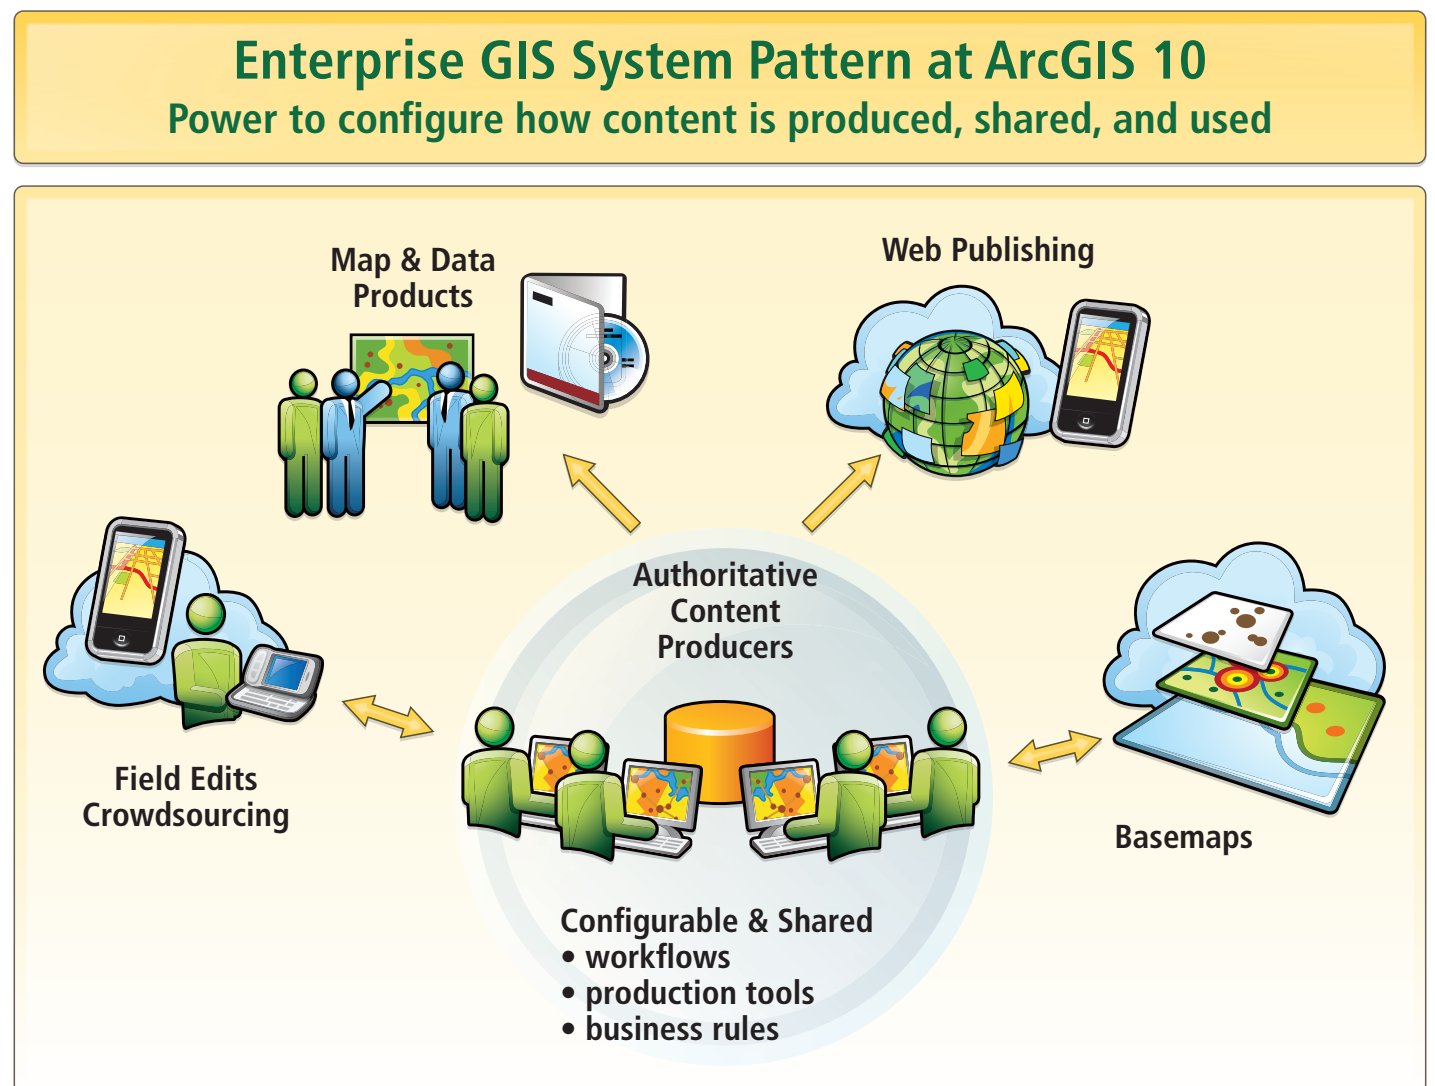 Enterprise GIS System Pattern at ArcGIS 10
Power to configure how content is produced, shared, and used
Map & Data
Products
Web Publishing
Authoritative
Content
Producers
Field Edits
Crowdsourcing
Basemaps
Configurable & Shared
• workflows
• production tools
• business rules